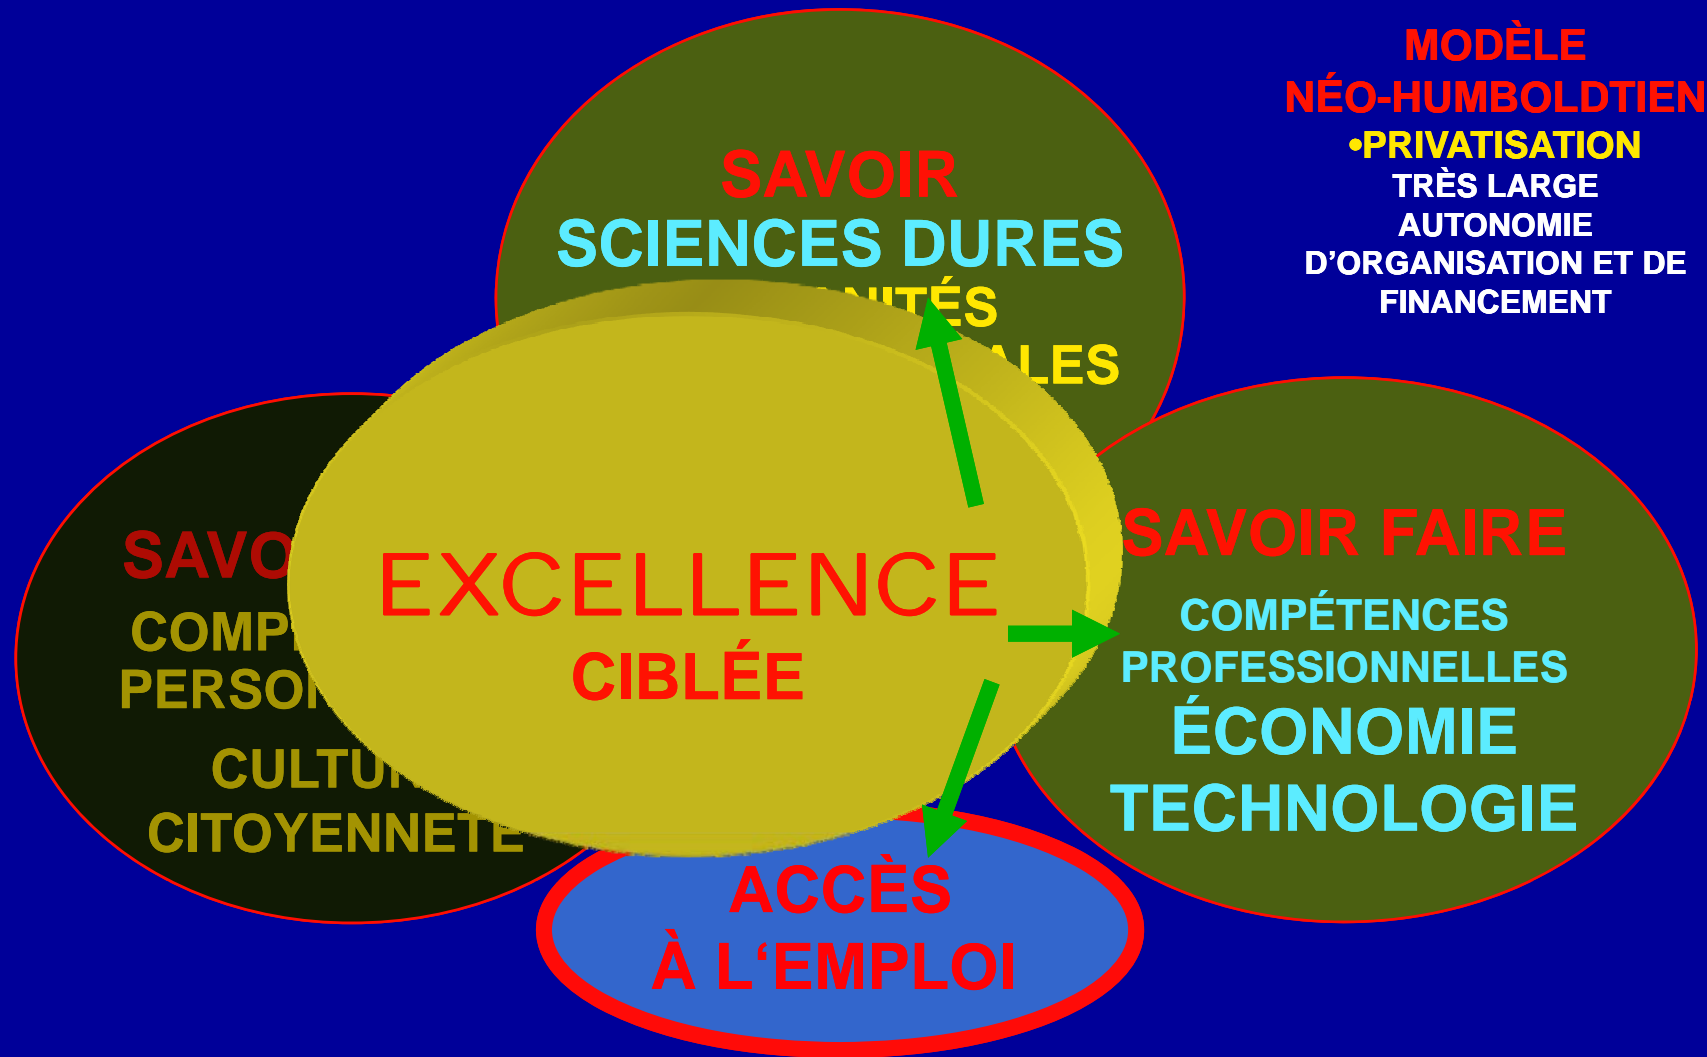 MODÈLE
NÉO-HUMBOLDTIEN
•PRIVATISATION
TRÈS LARGE
AUTONOMIE
D’ORGANISATION ET DE
FINANCEMENT
SAVOIR
SCIENCES DURES
EXCELLENCE
CIBLÉE
SAVOIR FAIRE
COMPÉTENCES
PROFESSIONNELLES
ÉCONOMIE
TECHNOLOGIE
CITOYENNETÉ
ACCÈS
À L‘EMPLOI